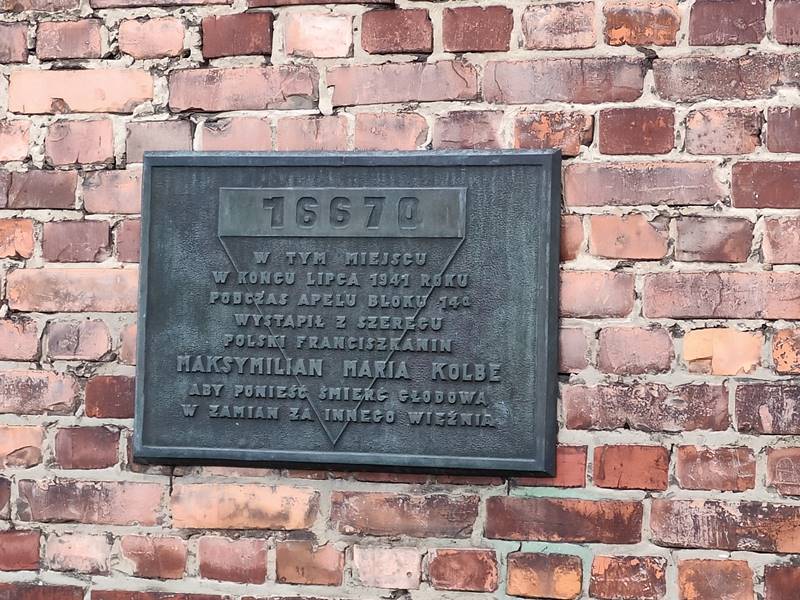 16670
W TYM MIEJSCU
W KOŃCU LIPCA 1941 ROKU
PODCZAS APELU BLOKU 14a
WYSTĄPIŁ Z SZEREGU
POLSKI FRANCISZKANIN
MAKSYMILIAN MARIA KOLBE
ABY PONIEŚĆ ŚMIERĆ GŁODOWĄ
W ZAMIAN ZA INNEGO WIĘŹNIA